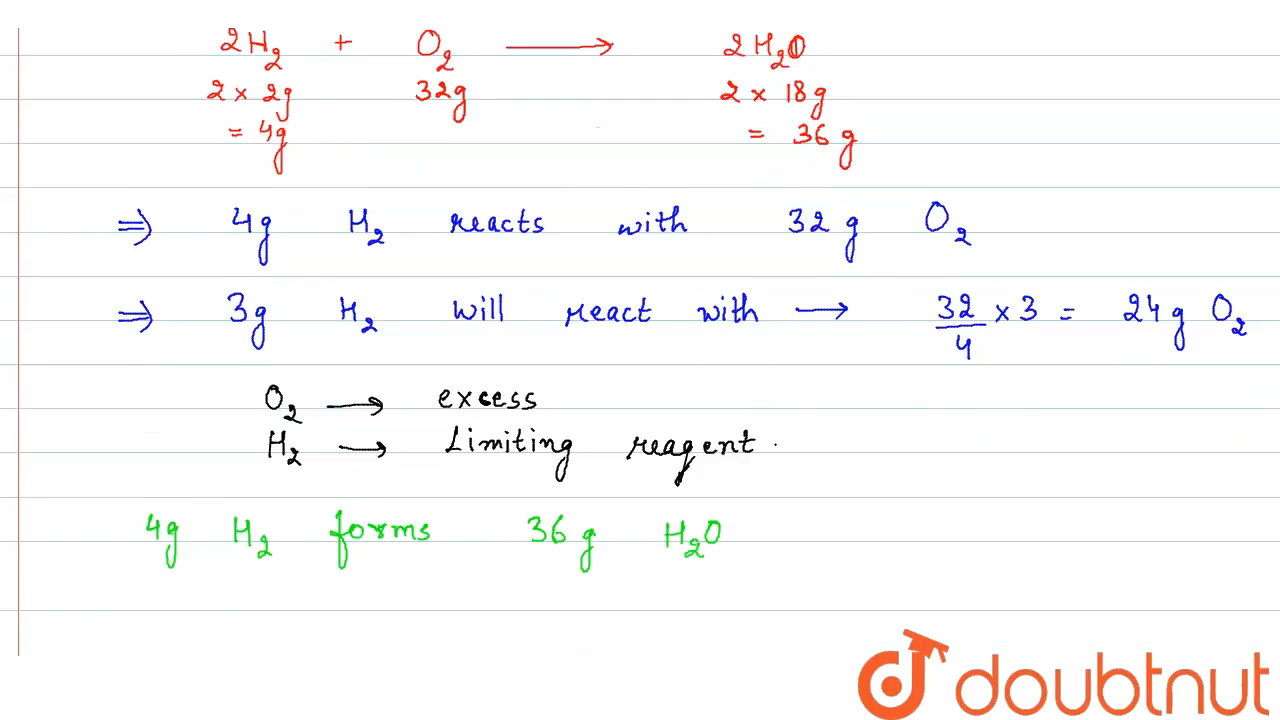 2H₂ + O₂ ⟶ 2H₂O
2 × 2g 32g 2 × 18g
= 4g = 36 g
⇒ 4g H₂ reacts with 32 g O₂
⇒ 3g H₂ will react with → 32/4 × 3 = 24g O₂
O₂ → excess
H₂ → Limiting reagent.
4g H₂ forms 36 g H₂O
doubtnut